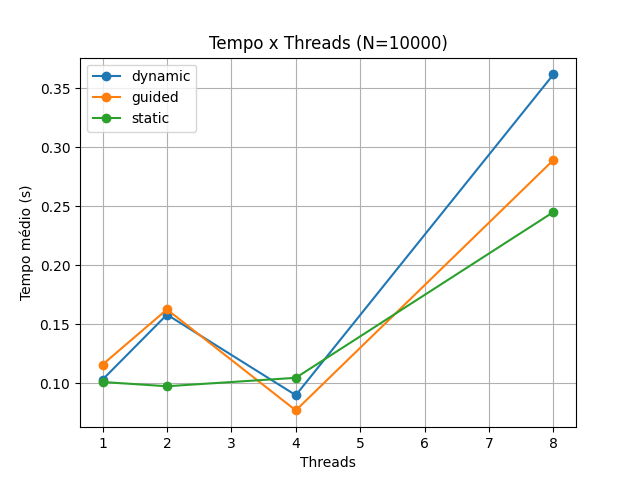 Tempo x Threads (N=10000)
dynamic
guided
static
Tempo médio (s)
0.35
0.30
0.25
0.20
0.15
0.10
1 2 3 4 5 6 7 8
Threads